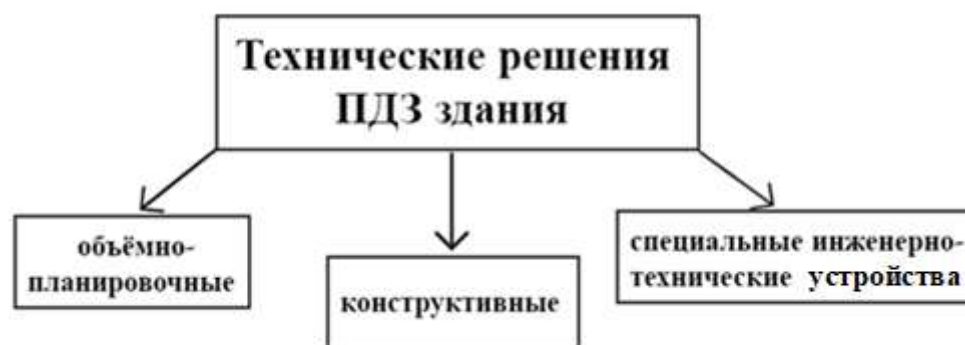 Технические решения
ПДЗ здания
объёмно-
планировочные
конструктивные
специальные инженерно-
технические устройства